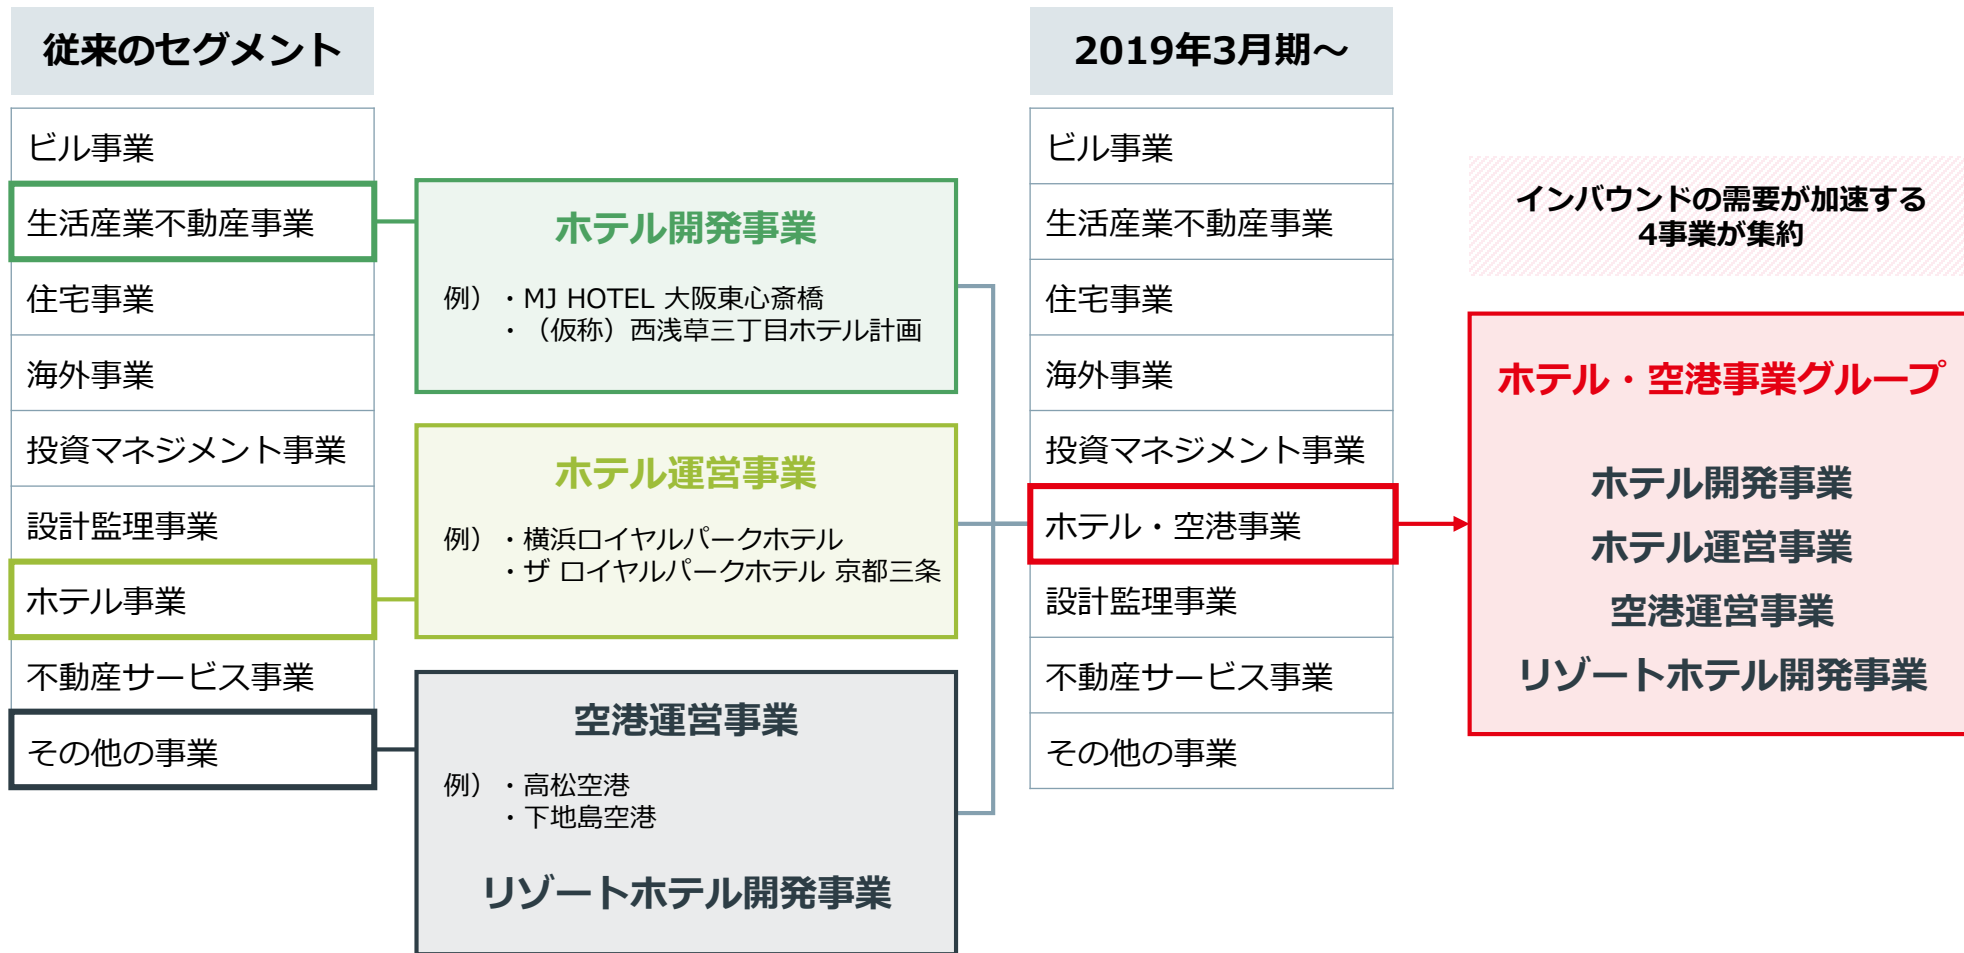 従来のセグメント
ビル事業
生活産業不動産事業
住宅事業
海外事業
投資マネジメント事業
設計監理事業
ホテル事業
不動産サービス事業
その他の事業
ホテル開発事業
例）・MJ HOTEL 大阪東心斎橋
・（仮称）西浅草三丁目ホテル計画
ホテル運営事業
例）・横浜ロイヤルパークホテル
・ザ ロイヤルパークホテル 京都三条
空港運営事業
例）・高松空港
・下地島空港
リゾートホテル開発事業
2019年3月期～
ビル事業
生活産業不動産事業
住宅事業
海外事業
投資マネジメント事業
ホテル・空港事業
設計監理事業
不動産サービス事業
その他の事業
インバウンドの需要が加速する
4事業が集約
ホテル・空港事業グループ
ホテル開発事業
ホテル運営事業
空港運営事業
リゾートホテル開発事業